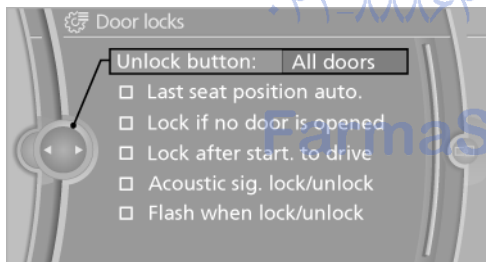 Door locks
Unlock button: All doors
Last seat position auto.
Lock if no door is opened
Lock after start. to drive
Acoustic sig. lock/unlock
Flash when lock/unlock